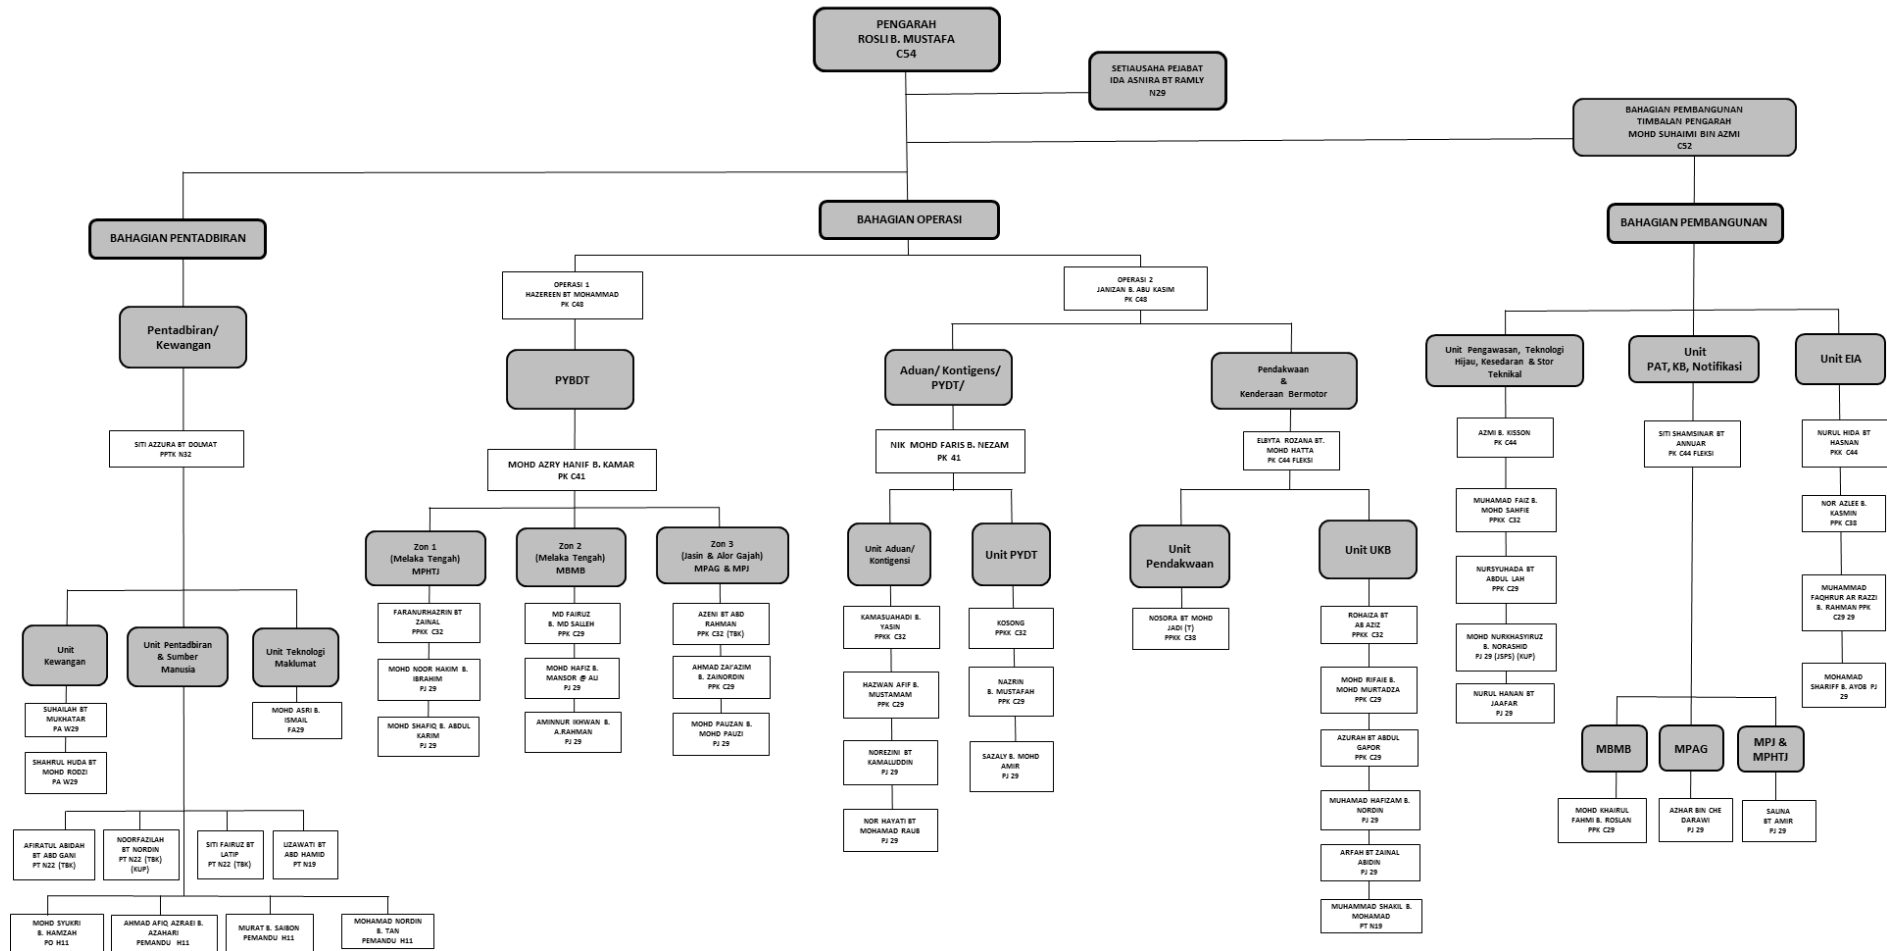 PENGARAH
ROSLI B. MUSTAFA
C54
SETIAUSAHA PEJABAT
IDA ASNIRA BT RAMLY
N29
BAHAGIAN PEMBANGUNAN
TIMBALAN PENGARAH
MOHD SUHAIMI BIN AZMI
C52
BAHAGIAN PENTADBIRAN
BAHAGIAN OPERASI
BAHAGIAN PEMBANGUNAN
Pentadbiran/
Kewangan
SITI AZZURA BT DOLMAT
PPTK N32
Unit
Kewangan
SUHAILAH BT
MUKHATAR
PA W29
SHAHRUL HUDA BT
MOHD RODZI
PA W29
Unit Pentadbiran
& Sumber
Manusia
Unit Teknologi
Maklumat
MOHD ASRI B.
ISMAIL
FA29
AFIRATUL ABIDAH
BT ABD GANI
PT N22 (TBK)
NOORFAZILAH
BT NORDIN
PT N22 (TBK)
(KUP)
SITI FAIRUZ BT
LATIP
PT N22 (TBK)
LIZAWATI BT
ABD HAMID
PT N19
MOHD SYUKRI
B. HAMZAH
PO H11
AHMAD AFIQ AZRAEI B.
AZAHARI
PEMANDU H11
MURAT B. SAIBON
PEMANDU H11
MOHAMAD NORDIN
B. TAN
PEMANDU H11
OPERASI 1
HAZEREEN BT MOHAMMAD
PK C48
PYBDT
MOHD AZRY HANIF B. KAMAR
PK C41
Zon 1
(Melaka Tengah)
MPHTJ
FARANURHAZRIN BT
ZAINAL
PPKK C32
MOHD NOOR HAKIM B.
IBRAHIM
PJ 29
MOHD SHAFIQ B. ABDUL
KARIM
PJ 29
Zon 2
(Melaka Tengah)
MBMB
MD FAIRUZ
B. MD SALLEH
PPK C29
MOHD HAFIZ B.
MANSOR @ ALI
PJ 29
AMINNUR IKHWAN B.
A.RAHMAN
PJ 29
Zon 3
(Jasin & Alor Gajah)
MPAG & MPJ
AZENI BT ABD
RAHMAN
PPK C32 (TBK)
AHMAD ZAI'AZIM
B. ZAINORDIN
PPK C29
MOHD PAUZAN B.
MOHD PAUZI
PJ 29
OPERASI 2
JANIZAN B. ABU KASIM
PK C48
Aduan/ Kontigens/
PYDT/
NIK MOHD FARIS B. NEZAM
PK 41
Unit Aduan/
Kontigensi
KAMASUAHADI B.
YASIN
PPKK C32
HAZWAN AFIF B.
MUSTAMAM
PPK C29
NOREZINI BT
KAMALUDDIN
PJ 29
NOR HAYATI BT
MOHAMAD RAUB
PJ 29
Unit PYDT
KOSONG
PPKK C32
NAZRIN
B. MUSTAFAH
PPK C29
SAZALY B. MOHD
AMIR
PJ 29
Pendakwaan
&
Kenderaan Bermotor
ELBYTA ROZANA BT.
MOHD HATTA
PK C44 FLEKSI
Unit
Pendakwaan
NOSORA BT MOHD
JADI (T)
PPKK C38
Unit UKB
ROHAIZA BT
AB AZIZ
PPKK C32
MOHD RIFAIE B.
MOHD MURTADZA
PPK C29
AZURAH BT ABDUL
GAPOR
PPK C29
MUHAMAD HAFIZAM B.
NORDIN
PJ 29
ARFAH BT ZAINAL
ABIDIN
PJ 29
MUHAMMAD SHAKIL B.
MOHAMAD
PT N19
Unit Pengawasan, Teknologi
Hijau, Kesedaran & Stor
Teknikal
AZMI B. KISSON
PK C44
MUHAMAD FAIZ B.
MOHD SAHFIE
PPKK C32
NURSYUHADA BT
ABDUL LAH
PPK C29
MOHD NURKHASYIRUZ
B. NORASHID
PJ 29 (JSPS) (KUP)
NURUL HANAN BT
JAAFAR
PJ 29
Unit
PAT, KB, Notifikasi
SITI SHAMSINAR BT
ANNUAR
PK C44 FLEKSI
MBMB
MOHD KHAIRUL
FAHMI B. ROSLAN
PPK C29
MPAG
AZHAR BIN CHE
DARAWI
PJ 29
MPJ &
MPHTJ
SALINA
BT AMIR
PJ 29
Unit EIA
NURUL HIDA BT
HASNAN
PKK C44
NOR AZLEE B.
KASMIN
PPK C38
MUHAMMAD
FAQHRUR AR RAZZI
B. RAHMAN PPK
C29 29
MOHAMAD
SHARIFF B. AYOB PJ
29